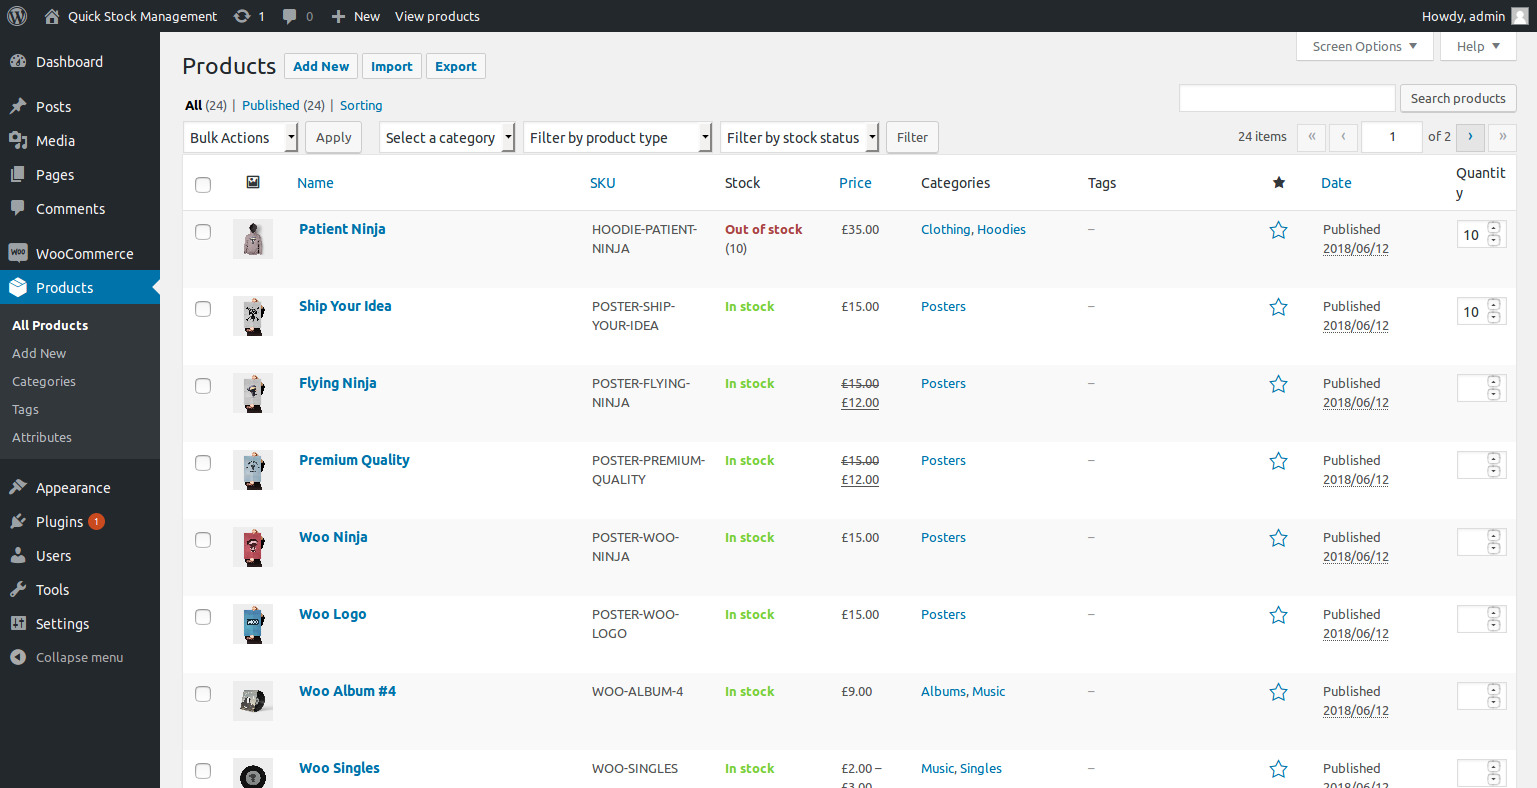 Quick Stock Management 1 0 New View products Howdy, admin
Screen Options Help
Dashboard
Posts
Media
Pages
Comments
WooCommerce
Products
All Products
Add New
Categories
Tags
Attributes
Appearance
Plugins 1
Users
Tools
Settings
Collapse menu
Products Add New Import Export
All (24) | Published (24) | Sorting
Search products
Bulk Actions Apply Select a category Filter by product type Filter by stock status Filter 24 items « ‹ 1 of 2 › »
Name SKU Stock Price Categories Tags Date Quantit
y
Patient Ninja HOODIE-PATIENT- Out of stock £35.00 Clothing, Hoodies – Published 10
NINJA (10) 2018/06/12
Ship Your Idea POSTER-SHIP- In stock £15.00 Posters – Published 10
YOUR-IDEA 2018/06/12
Flying Ninja POSTER-FLYING- In stock £15.00 Posters – Published
NINJA £12.00 2018/06/12
Premium Quality POSTER-PREMIUM- In stock £15.00 Posters – Published
QUALITY £12.00 2018/06/12
Woo Ninja POSTER-WOO- In stock £15.00 Posters – Published
NINJA 2018/06/12
Woo Logo POSTER-WOO- In stock £15.00 Posters – Published
LOGO 2018/06/12
Woo Album #4 WOO-ALBUM-4 In stock £9.00 Albums, Music – Published
2018/06/12
Woo Singles WOO-SINGLES In stock £2.00 – Music, Singles – Published
£3.00 2018/06/12